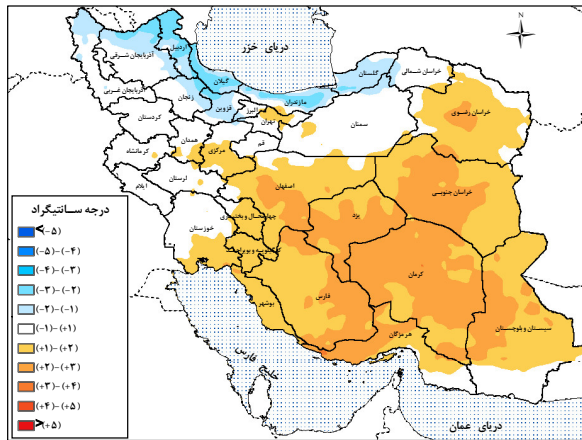 N
دریای خزر
آذربایجان شرقی
اردبیل
گیلان
آذربایجان غربی
زنجان
قزوین
البرز
تهران
مازندران
گلستان
خراسان شمالی
خراسان رضوی
سمنان
کردستان
همدان
مرکزی
قم
کرمانشاه
لرستان
ایلام
اصفهان
خراسان جنوبی
یزد
خوزستان
چهارمحال و بختیاری
فارس
کرمان
بوشهر
هرمزگان
سیستان و بلوچستان
خلیج فارس
دریای عمان
درجه سانتیگراد
<(-۵)
(-۵)-(-۴)
(-۴)-(-۳)
(-۳)-(-۲)
(-۲)-(-۱)
(-۱)-(+۱)
(+۱)-(+۲)
(+۲)-(+۳)
(+۳)-(+۴)
(+۴)-(+۵)
>(+۵)